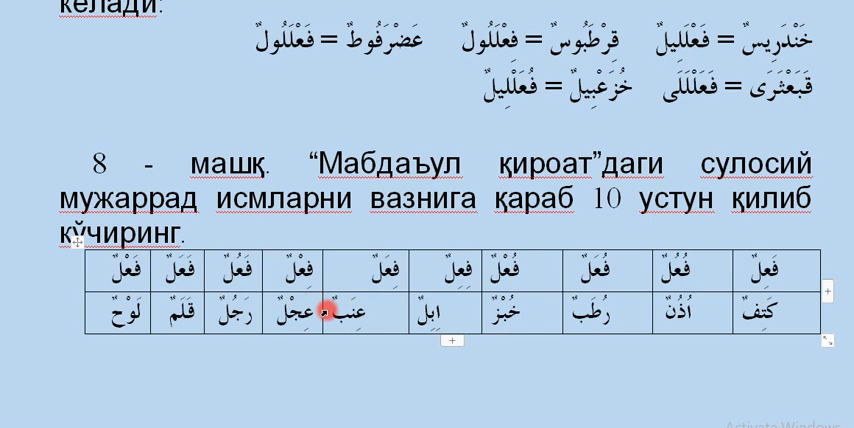 келади:
خَنْدَرِيسٌ = فَعْلَلِيلٌ قِرْطَبُوسٌ = فِعْلَلُولٌ عَضْرَفُوطٌ = فَعْلَلُولٌ
قَبَعْثَرَى = فَعَلْلَلَى خُزَعْبِيلٌ = فُعَلْلِيلٌ
8 - машқ. “Мабдаъул қироат”даги сулосий
мужаррад исмларни вазнига қараб 10 устун қилиб
кўчиринг.
فَعِلٌ فُعُلٌ فُعَلٌ فُعْلٌ فِعِلٌ فِعَلٌ فِعْلٌ فَعُلٌ فَعَلٌ فَعْلٌ
كَتِفٌ اُذُنٌ رُطَبٌ خُبْزٌ اِبِلٌ عِنَبٌ عِجْلٌ رَجُلٌ قَلَمٌ لَوْحٌ